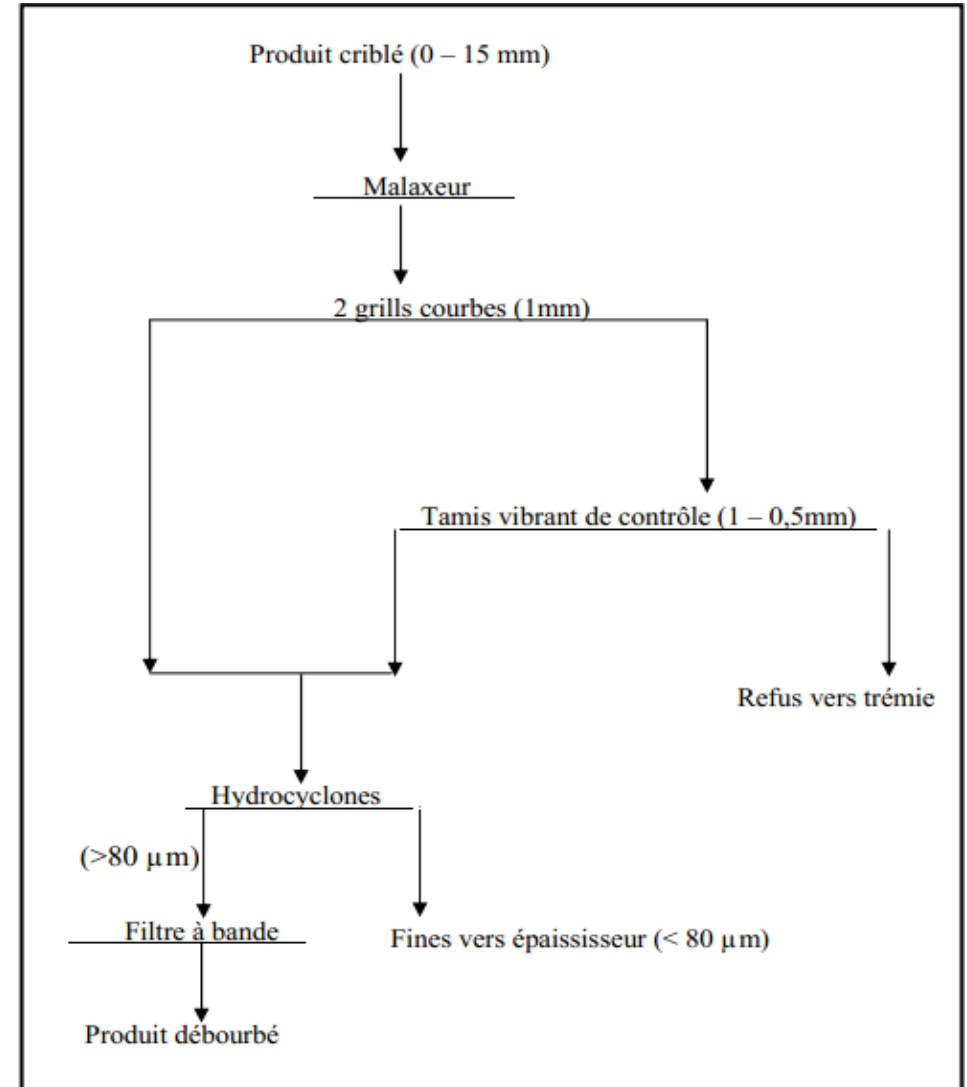 Produit criblé (0 – 15 mm)
Malaxeur
2 grills courbes (1mm)
Tamis vibrant de contrôle (1 – 0,5mm)
Refus vers trémie
Hydrocyclones
(>80 μm)
Filtre à bande
Fines vers épaississeur (< 80 μm)
Produit débourbé